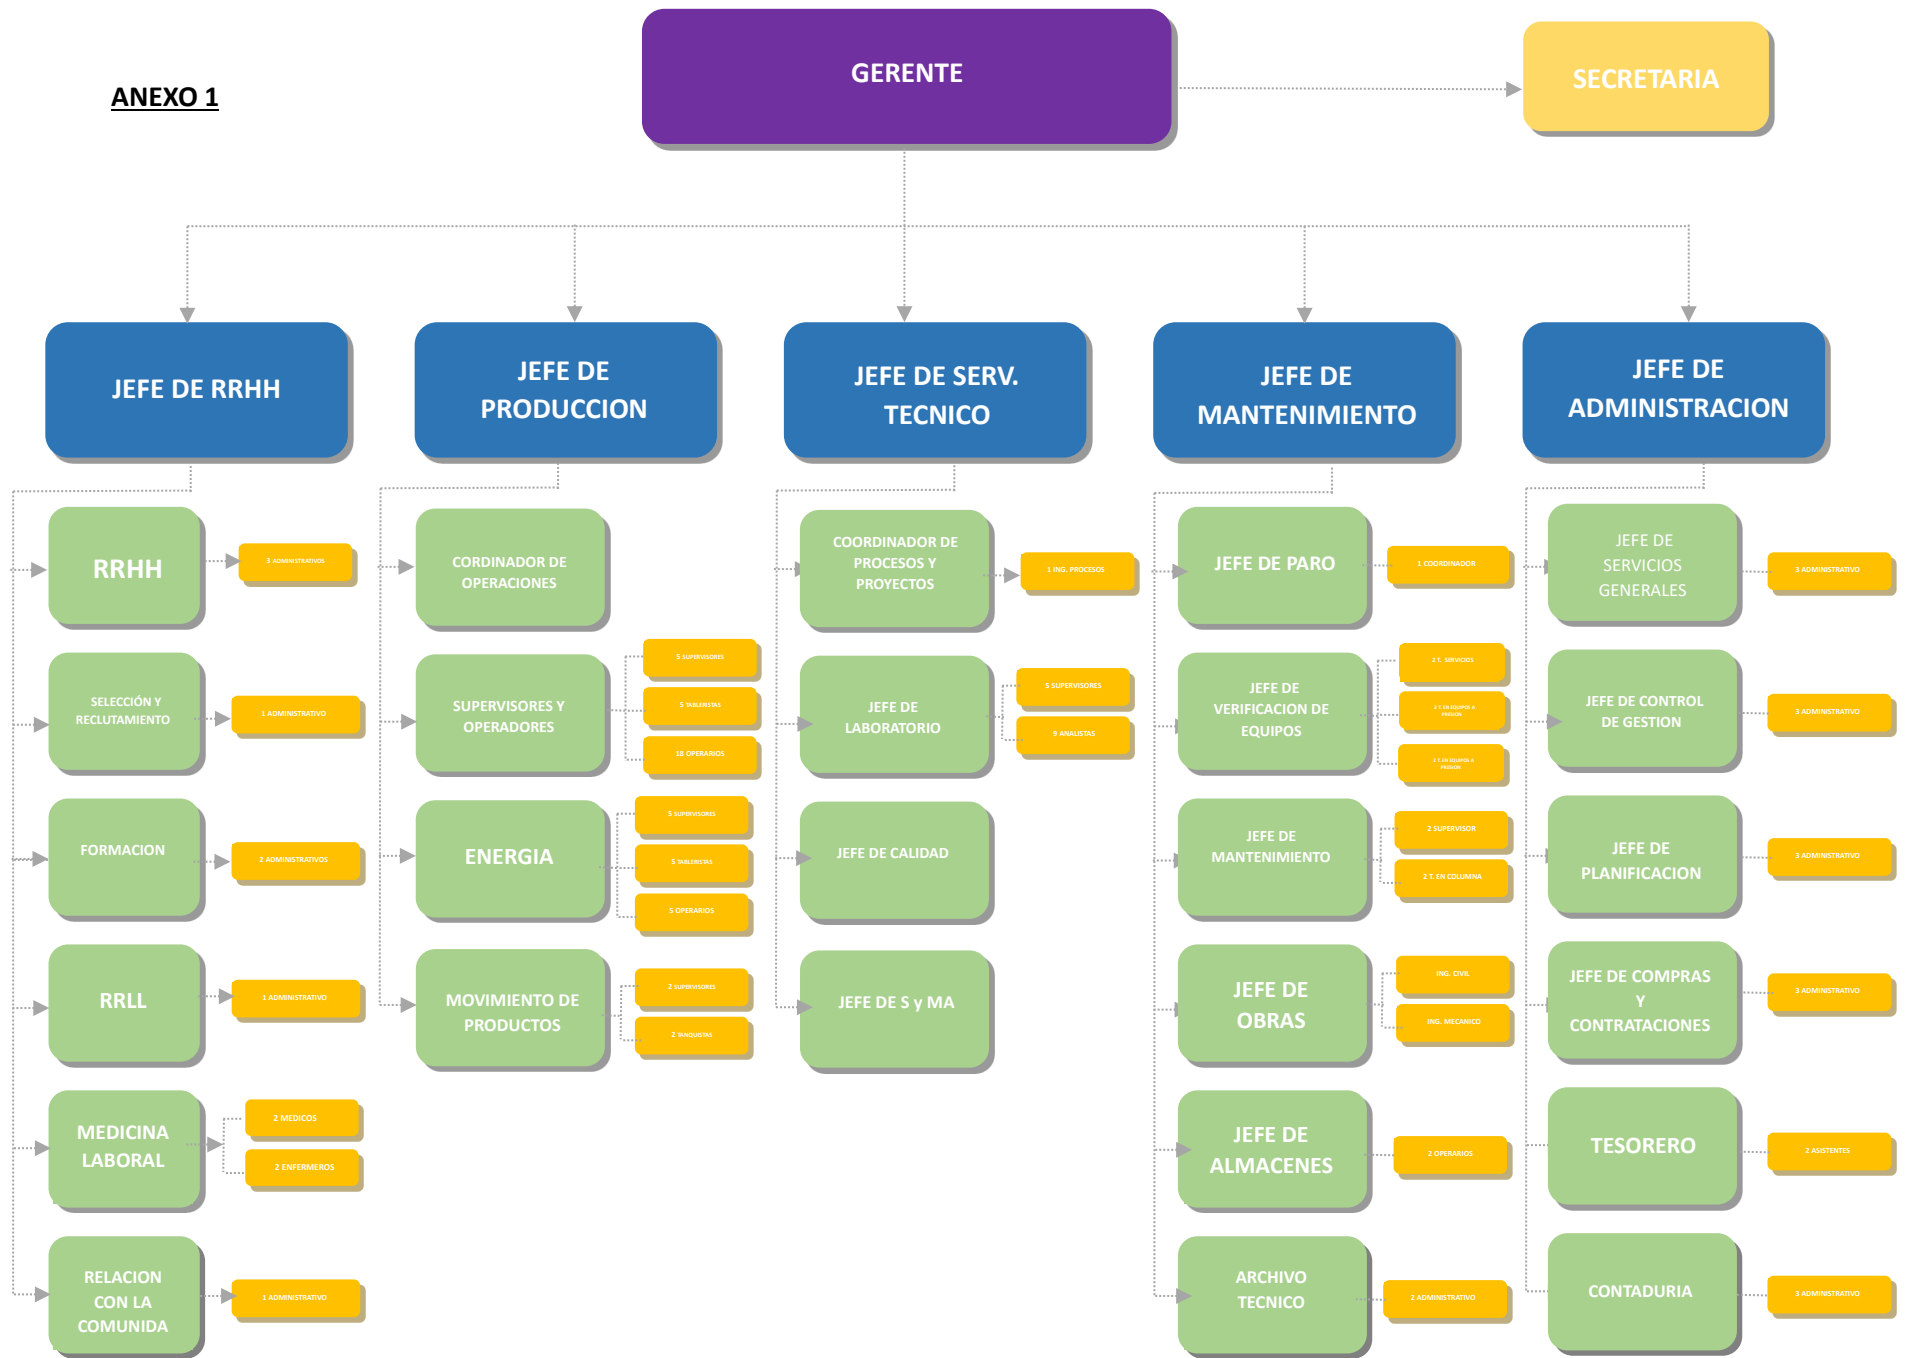 ANEXO 1
GERENTE
SECRETARIA
JEFE DE RRHH
JEFE DE
PRODUCCION
JEFE DE SERV.
TECNICO
JEFE DE
MANTENIMIENTO
JEFE DE
ADMINISTRACION
RRHH
3 ADMINISTRATIVOS
SELECCIÓN Y
RECLUTAMIENTO
1 ADMINISTRATIVO
FORMACION
2 ADMINISTRATIVOS
RRLL
1 ADMINISTRATIVO
MEDICINA
LABORAL
2 MEDICOS
2 ENFERMEROS
RELACION
CON LA
COMUNIDA
1 ADMINISTRATIVO
CORDINADOR DE
OPERACIONES
SUPERVISORES Y
OPERADORES
5 SUPERVISORES
5 TABLERISTAS
18 OPERARIOS
ENERGIA
5 SUPERVISORES
5 TABLERISTAS
5 OPERARIOS
MOVIMIENTO DE
PRODUCTOS
2 SUPERVISORES
2 TANQUISTAS
COORDINADOR DE
PROCESOS Y
PROYECTOS
1 ING. PROCESOS
JEFE DE
LABORATORIO
5 SUPERVISORES
9 ANALISTAS
JEFE DE CALIDAD
JEFE DE S y MA
JEFE DE PARO
1 COORDINADOR
JEFE DE
VERIFICACION DE
EQUIPOS
2 T. SERVICIOS
2 T. EN EQUIPOS A
PRESIÓN
2 T. EN EQUIPOS A
PRESION
JEFE DE
MANTENIMIENTO
2 SUPERVISOR
2 T. EN COLUMNA
JEFE DE
OBRAS
ING. CIVIL
ING. MECANICO
JEFE DE
ALMACENES
2 OPERARIOS
ARCHIVO
TECNICO
2 ADMINISTRATIVO
JEFE DE
SERVICIOS
GENERALES
3 ADMINISTRATIVO
JEFE DE CONTROL
DE GESTION
3 ADMINISTRATIVO
JEFE DE
PLANIFICACION
3 ADMINISTRATIVO
JEFE DE COMPRAS
Y
CONTRATACIONES
3 ADMINISTRATIVO
TESORERO
2 ASISTENTES
CONTADURIA
3 ADMINISTRATIVO